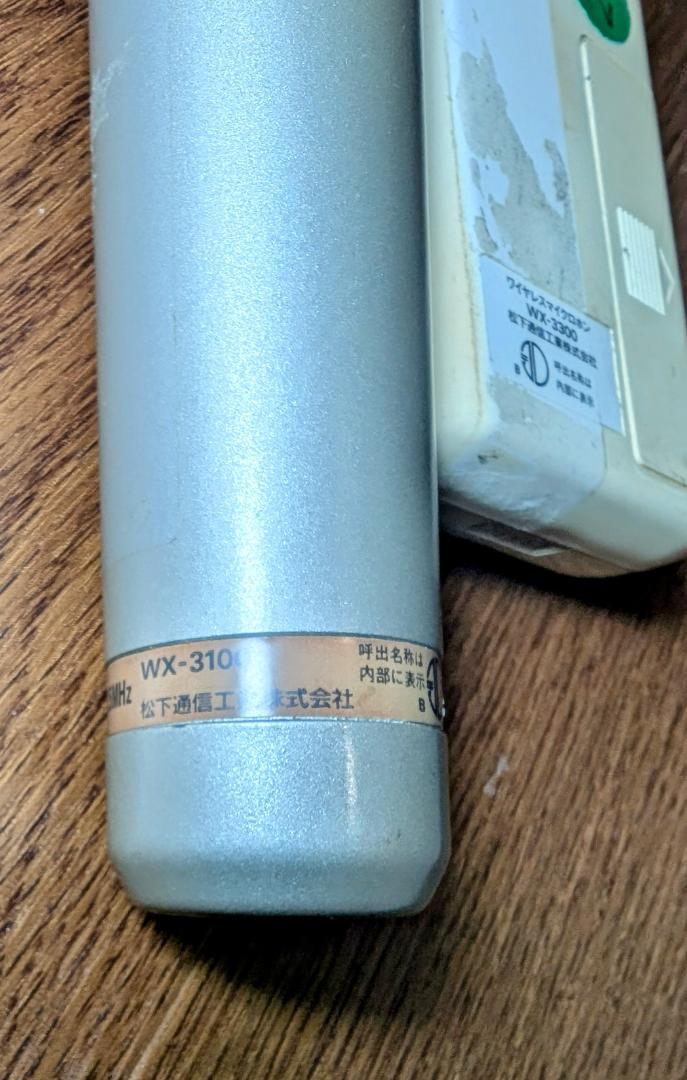 WX-310
呼出名称は
内部に表示
MHz
松下通信工
式会社
B
ワイヤレスマイクロホン
WX-3300
松下通信工業株式会社
呼出名称は
内部に表示
B